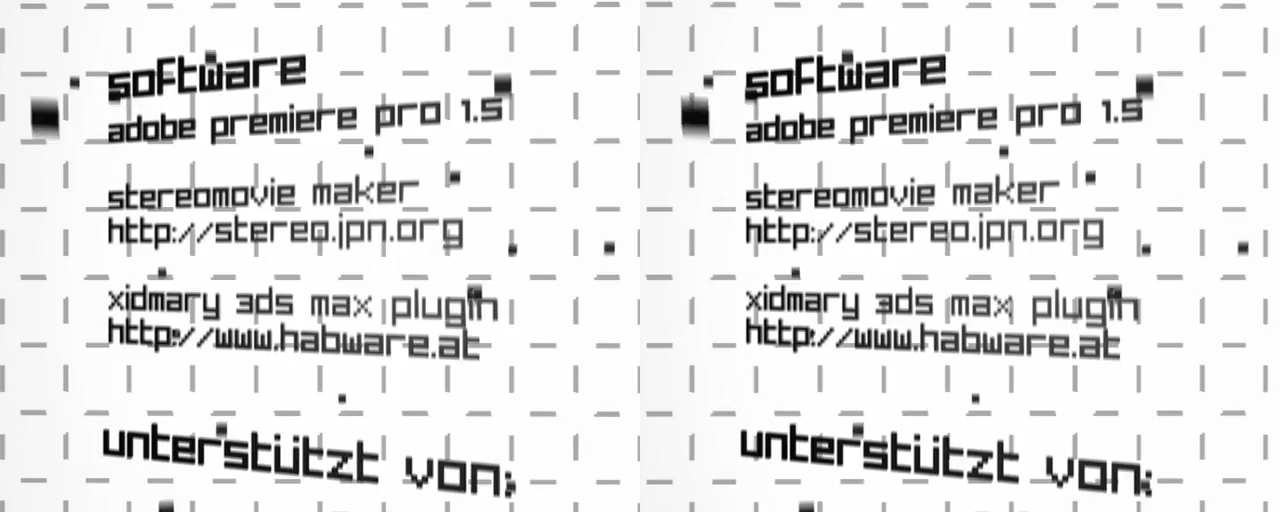 software
adobe premiere pro 1.5
stereomovie maker
http://stereo.jpn.org
xidmary 3ds max plugin
http://www.habware.at
unterstützt von:
software
adobe premiere pro 1.5
stereomovie maker
http://stereo.jpn.org
xidmary 3ds max plugin
http://www.habware.at
unterstützt von: